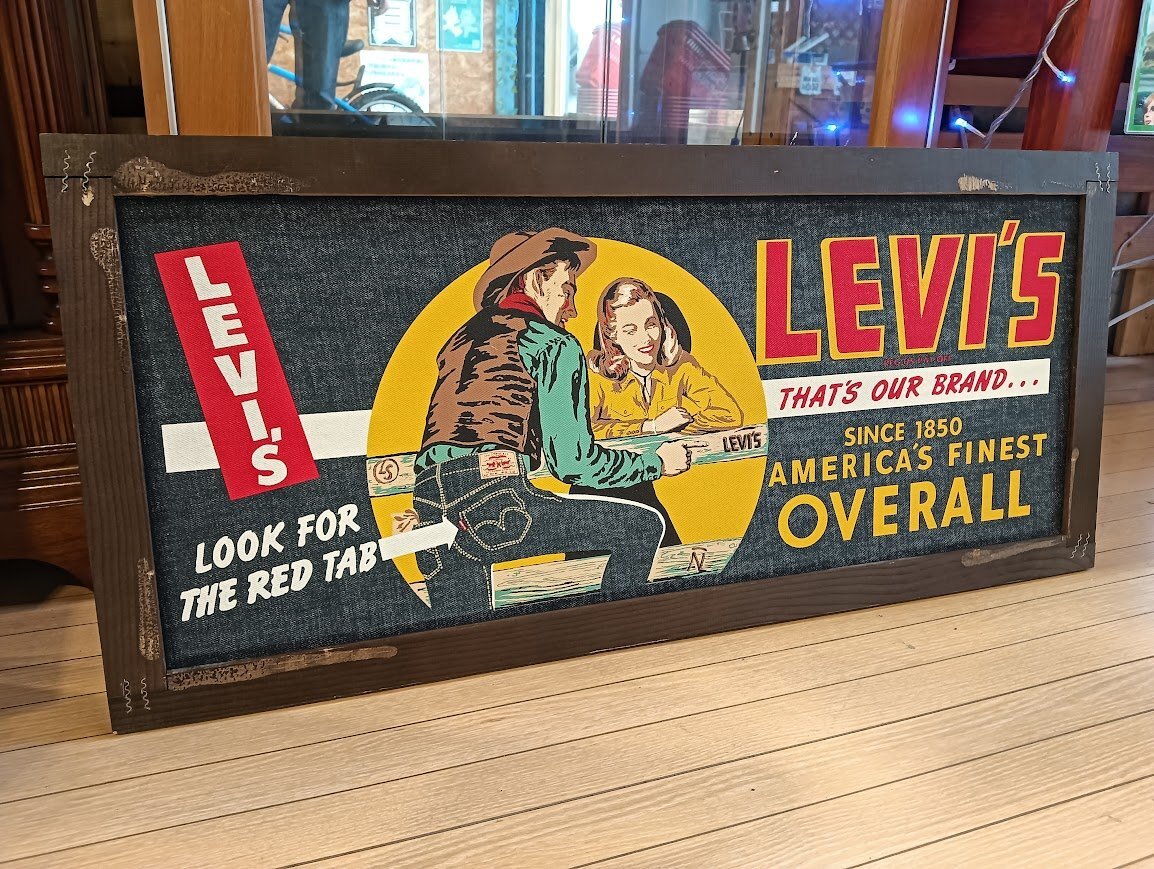 LEVI'S
LOOK FOR
THE RED TAB
LEVI'S
LEVI'S
THAT'S OUR BRAND...
SINCE 1850
AMERICA'S FINEST
OVERALL